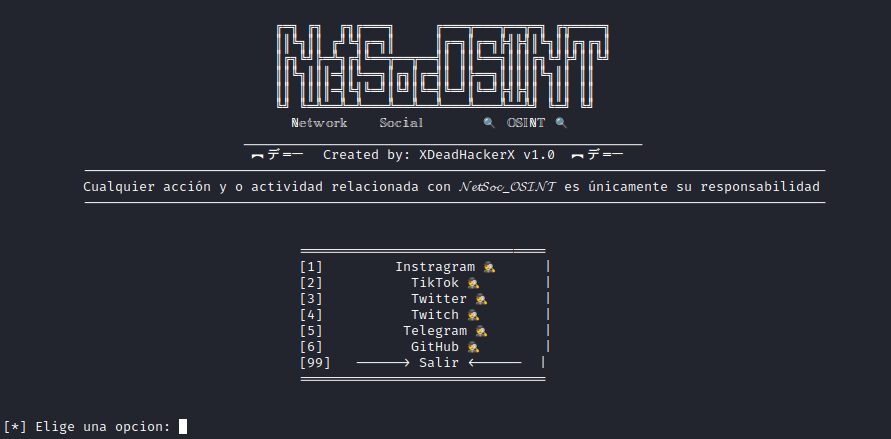 NetSoc_OSINT
Network Social 🔍 OSINT 🔍
︻デ═一 Created by: XDeadHackerX v1.0 ︻デ═一
Cualquier acción y o actividad relacionada con 𝓝𝓮𝓽𝓢𝓸𝓬_𝓞𝓢𝓘𝓝𝓣 es únicamente su responsabilidad
[1] Instragram 🕵 |
[2] TikTok 🕵 |
[3] Twitter 🕵 |
[4] Twitch 🕵 |
[5] Telegram 🕵 |
[6] GitHub 🕵 |
[99] ------> Salir <------ |
[*] Elige una opcion: